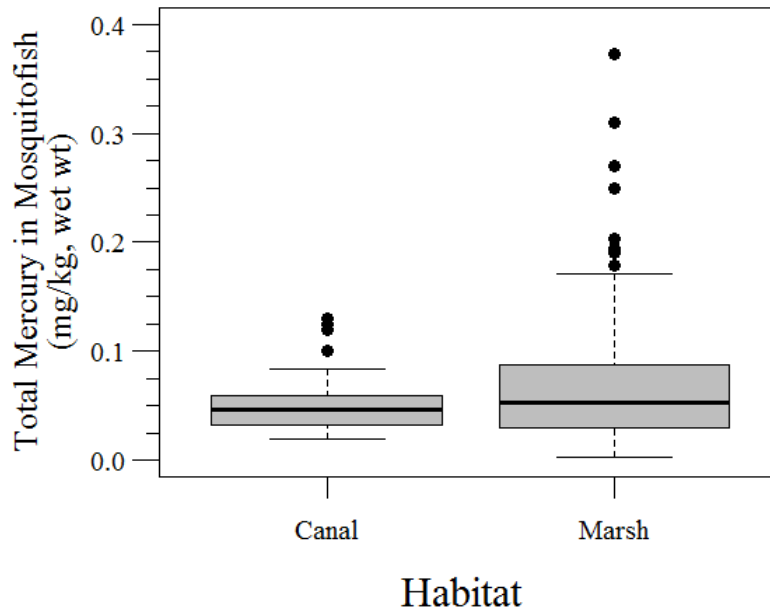 Total Mercury in Mosquitofish
(mg/kg, wet wt)
0.4
0.3
0.2
0.1
0.0
Canal
Marsh
Habitat